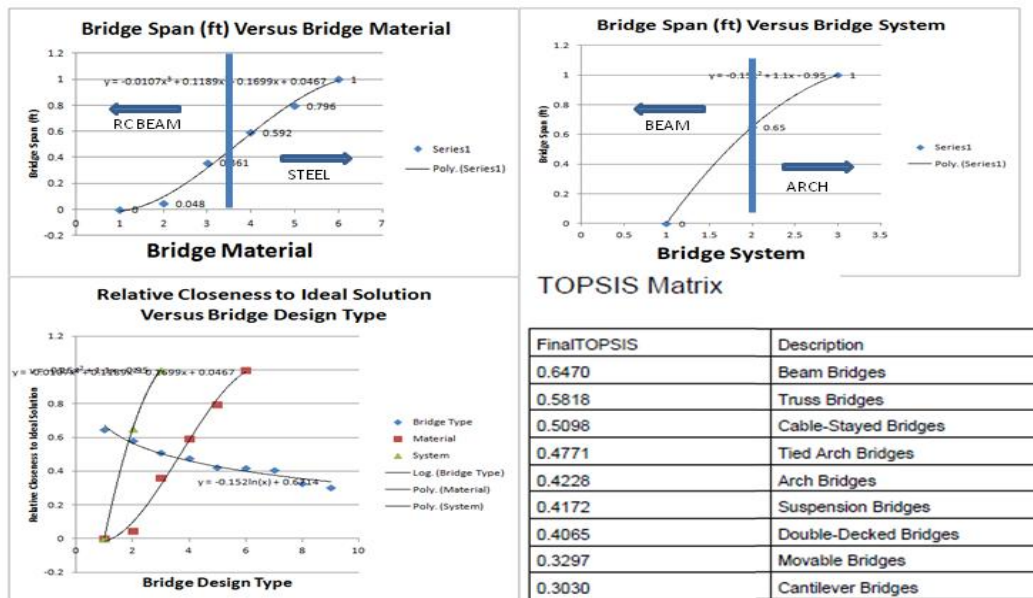 Bridge Span (ft) Versus Bridge Material
1.2
1
0.8
0.6
0.4
0.2
0
-0.2
Bridge Span (ft)
1
0.796
0.592
0.048
0
RC BEAM
STEEL
Series1
Poly. (Series1)
0 1 2 3 4 5 6 7
Bridge Material
Bridge Span (ft) Versus Bridge System
1.2
1
0.8
0.6
0.4
0.2
0
Bridge Span (ft)
1
0.65
0
BEAM
ARCH
Series1
Poly. (Series1)
0 0.5 1 1.5 2 2.5 3 3.5
Bridge System
Relative Closeness to Ideal Solution
Versus Bridge Design Type
1.2
1
0.8
0.6
0.4
0.2
0
-0.2
Relative Closeness to Ideal Solution
Bridge Type
Material
System
Log. (Bridge Type)
Poly. (Material)
Poly. (System)
0 2 4 6 8 10
Bridge Design Type
TOPSIS Matrix
FinalTOPSIS Description
0.6470 Beam Bridges
0.5818 Truss Bridges
0.5098 Cable-Stayed Bridges
0.4771 Tied Arch Bridges
0.4228 Arch Bridges
0.4172 Suspension Bridges
0.4065 Double-Decked Bridges
0.3297 Movable Bridges
0.3030 Cantilever Bridges